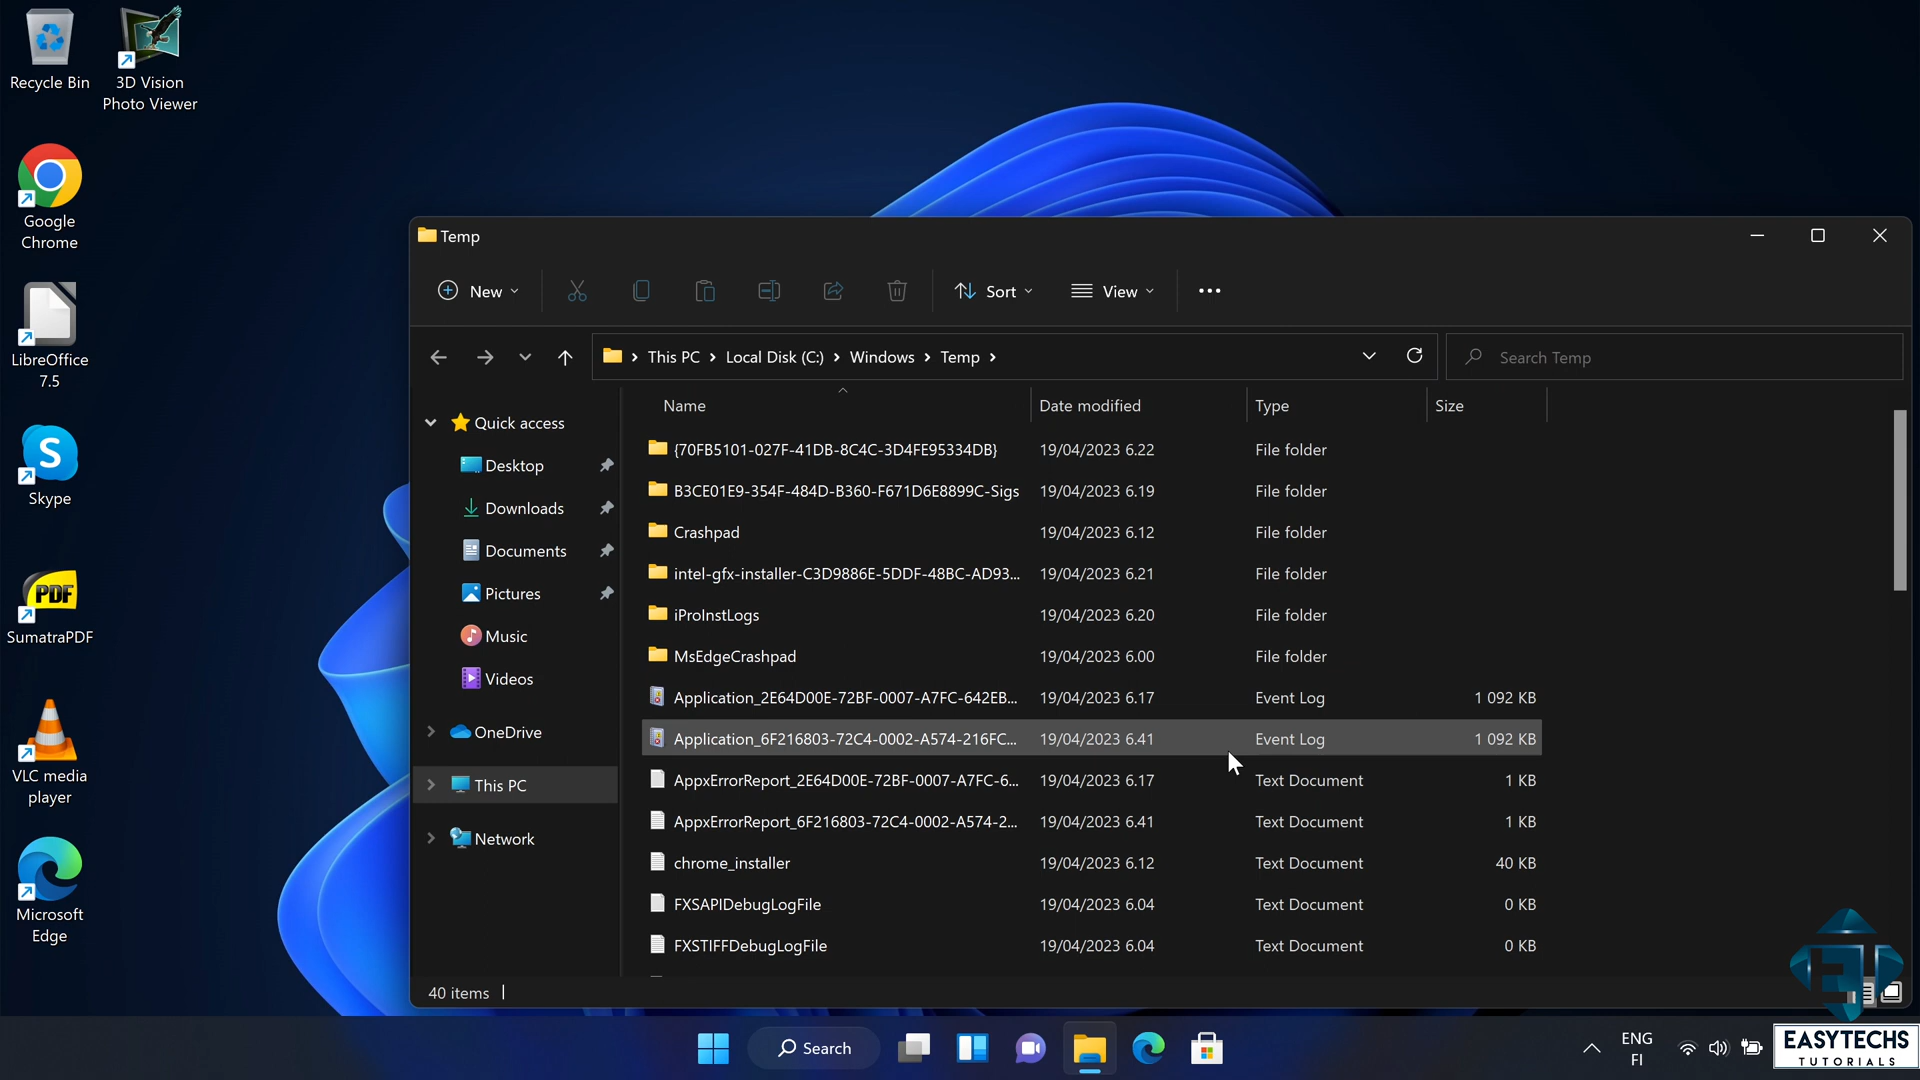 Recycle Bin
3D Vision
Photo Viewer
Google
Chrome
LibreOffice
7.5
S
Skype
PDF
SumatraPDF
VLC media
player
Microsoft
Edge
Temp
New
Sort
View
This PC
Local Disk (C:)
Windows
Temp
Search Temp
Quick access
Desktop
Downloads
Documents
Pictures
Music
Videos
OneDrive
This PC
Network
Name Date modified Type Size
{70FB5101-027F-41DB-8C4C-3D4FE95334DB} 19/04/2023 6.22 File folder
B3CE01E9-354F-484D-B360-F671D6E8899C-Sigs 19/04/2023 6.19 File folder
Crashpad 19/04/2023 6.12 File folder
intel-gfx-installer-C3D9886E-5DDF-48BC-AD93... 19/04/2023 6.21 File folder
iProInstLogs 19/04/2023 6.20 File folder
MsEdgeCrashpad 19/04/2023 6.00 File folder
Application_2E64D00E-72BF-0007-A7FC-642EB... 19/04/2023 6.17 Event Log 1 092 KB
Application_6F216803-72C4-0002-A574-216FC... 19/04/2023 6.41 Event Log 1 092 KB
AppxErrorReport_2E64D00E-72BF-0007-A7FC-6... 19/04/2023 6.17 Text Document 1 KB
AppxErrorReport_6F216803-72C4-0002-A574-2... 19/04/2023 6.41 Text Document 1 KB
chrome_installer 19/04/2023 6.12 Text Document 40 KB
FXSAPIDebugLogFile 19/04/2023 6.04 Text Document 0 KB
FXSTIFFDebugLogFile 19/04/2023 6.04 Text Document 0 KB
40 items
Search
ENG
FI
ET
EASYTECHS
TUTORIALS